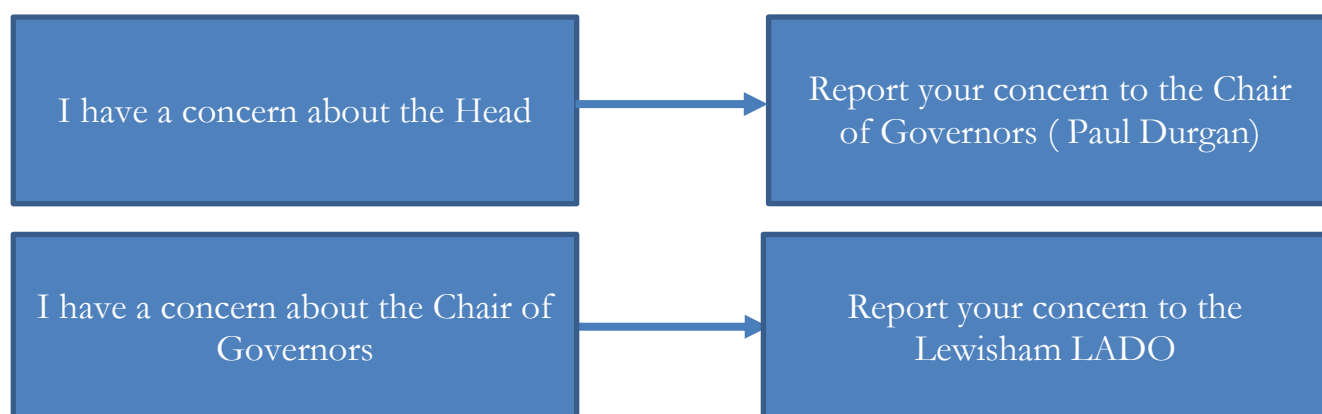 I have a concern about the Head
Report your concern to the Chair
of Governors ( Paul Durgan)
I have a concern about the Chair of
Governors
Report your concern to the
Lewisham LADO